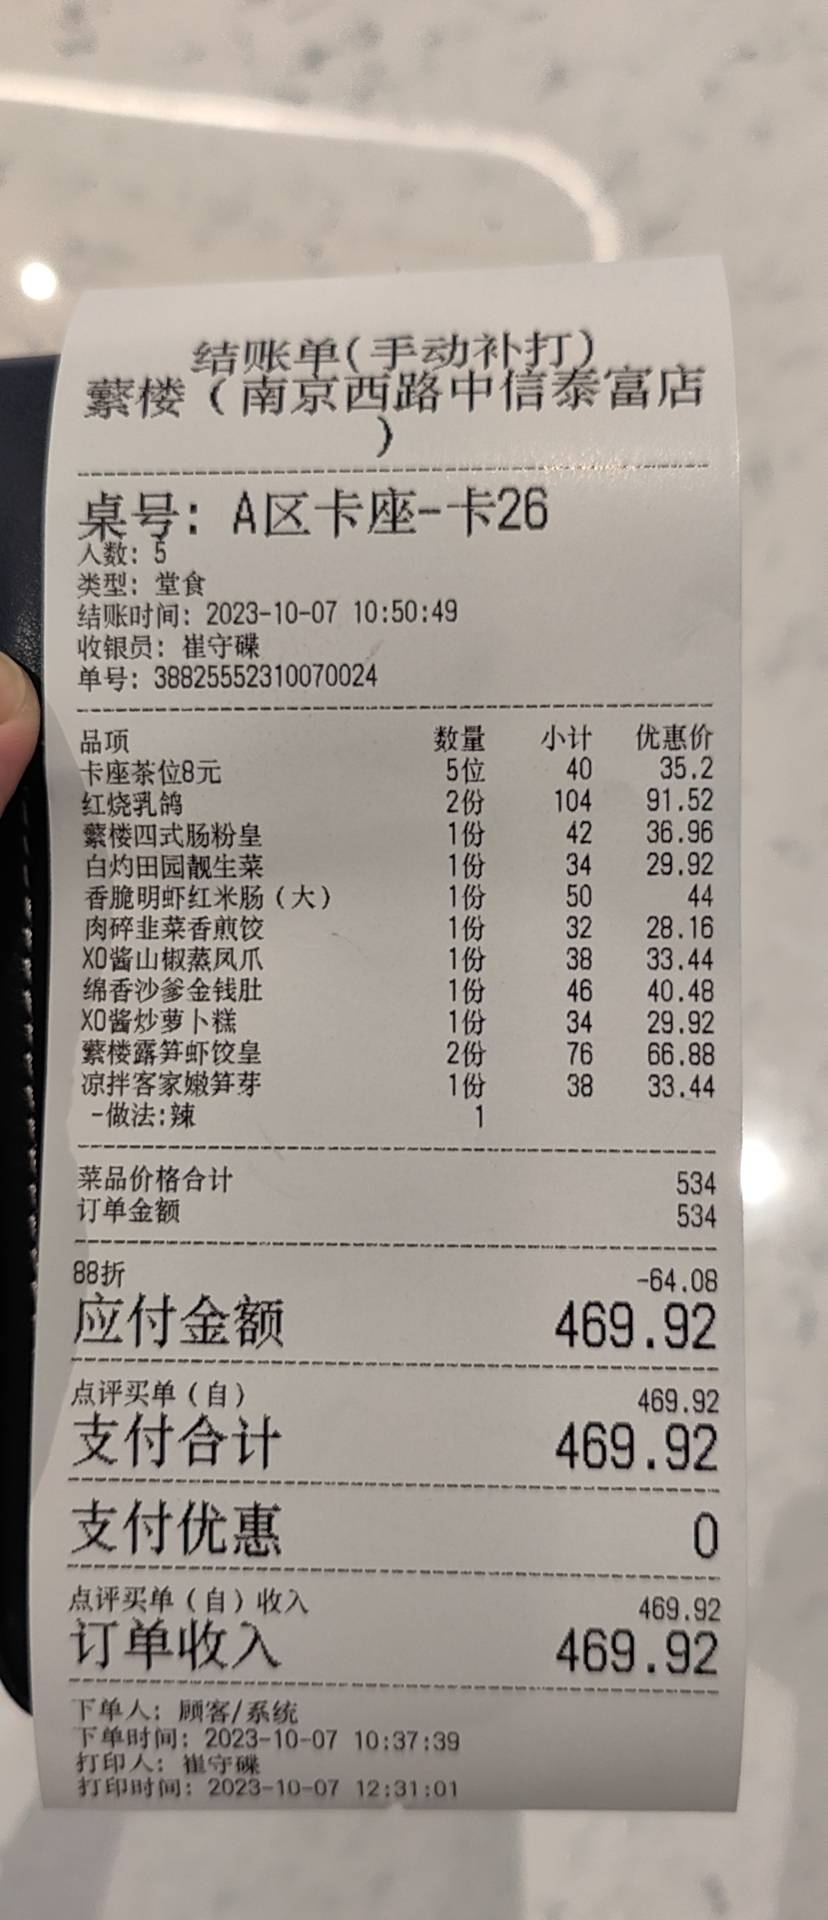 结账单(手动补打)
蘩楼（南京西路中信泰富店
）
桌号: A区卡座-卡26
人数: 5
类型: 堂食
结账时间: 2023-10-07 10:50:49
收银员: 崔守碟
单号: 38825552310070024
品项 数量 小计 优惠价
卡座茶位8元 5位 40 35.2
红烧乳鸽 2份 104 91.52
蘩楼四式肠粉皇 1份 42 36.96
白灼田园靓生菜 1份 34 29.92
香脆明虾红米肠（大） 1份 50 44
肉碎韭菜香煎饺 1份 32 28.16
XO酱山椒蒸凤爪 1份 38 33.44
绵香沙爹金钱肚 1份 46 40.48
XO酱炒萝卜糕 1份 34 29.92
蘩楼露笋虾饺皇 2份 76 66.88
凉拌客家嫩笋芽 1份 38 33.44
-做法:辣 1
菜品价格合计 534
订单金额 534
88折 -64.08
应付金额 469.92
点评买单（自） 469.92
支付合计 469.92
支付优惠 0
点评买单（自）收入 469.92
订单收入 469.92
下单人: 顾客/系统
下单时间: 2023-10-07 10:37:39
打印人: 崔守碟
打印时间: 2023-10-07 12:31:01